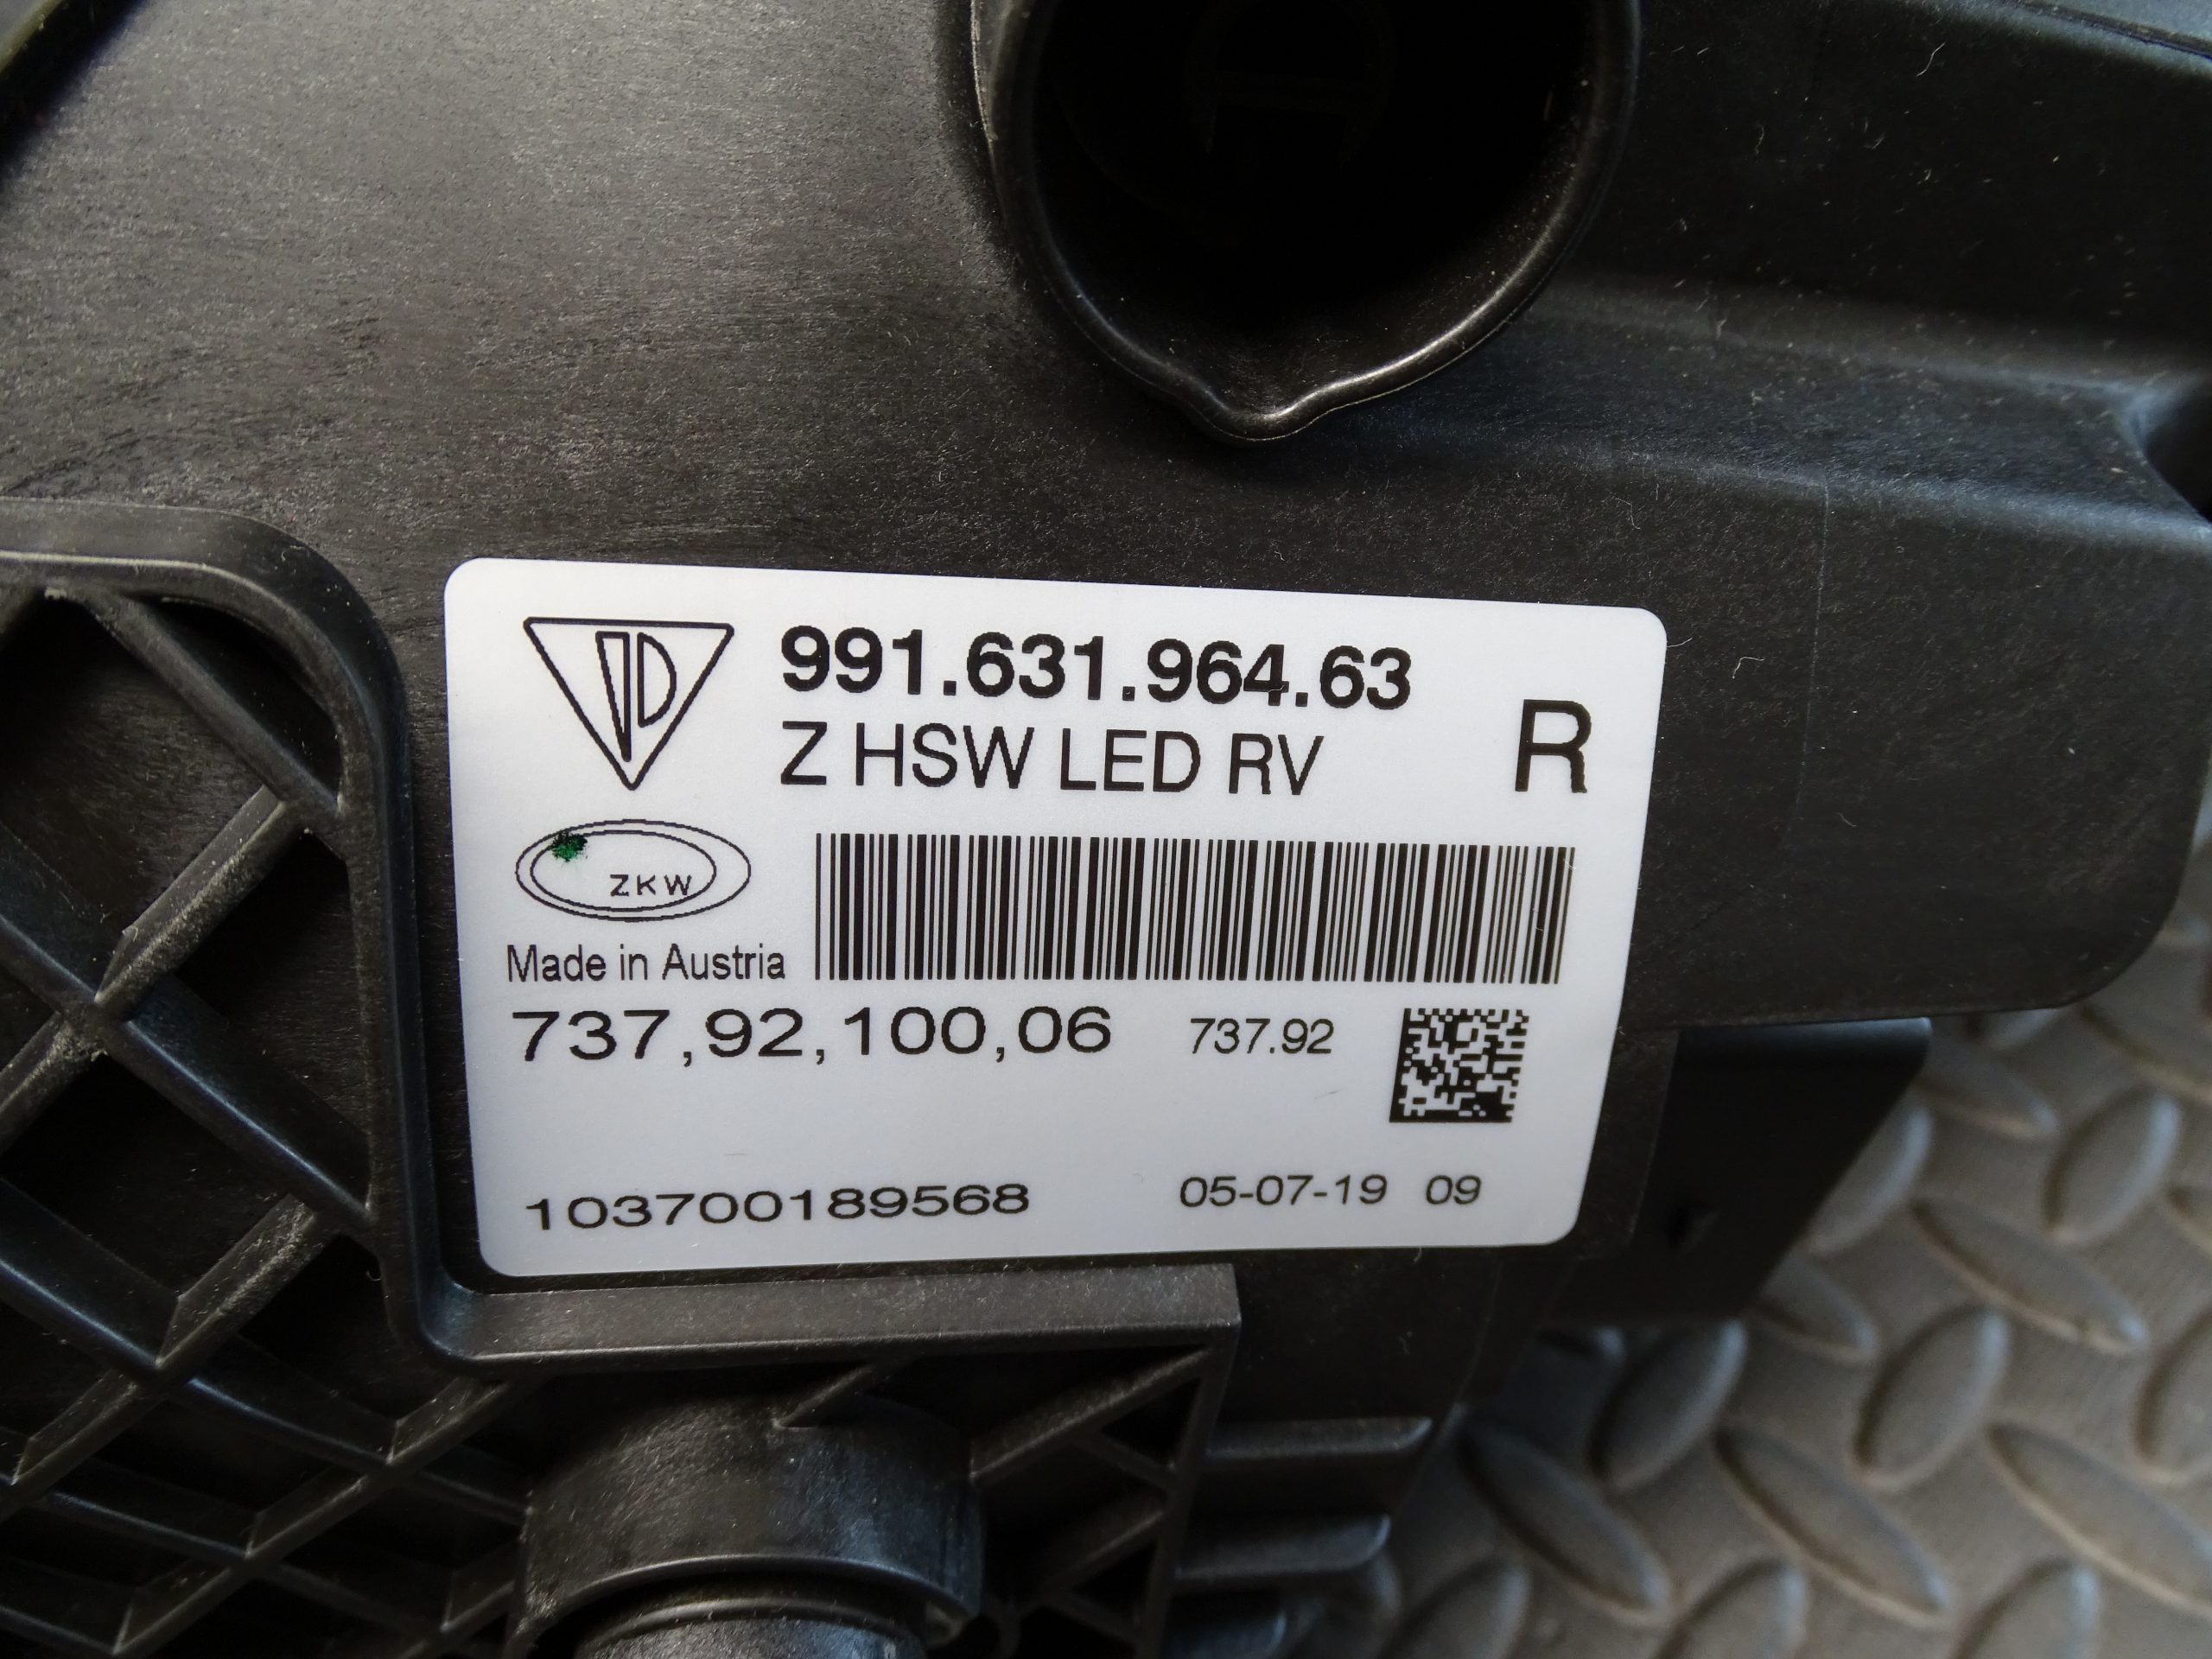 991.631.964.63
Z HSW LED RV
R
ZKW
Made in Austria
737,92,100,06 737.92
103700189568 05-07-19 09